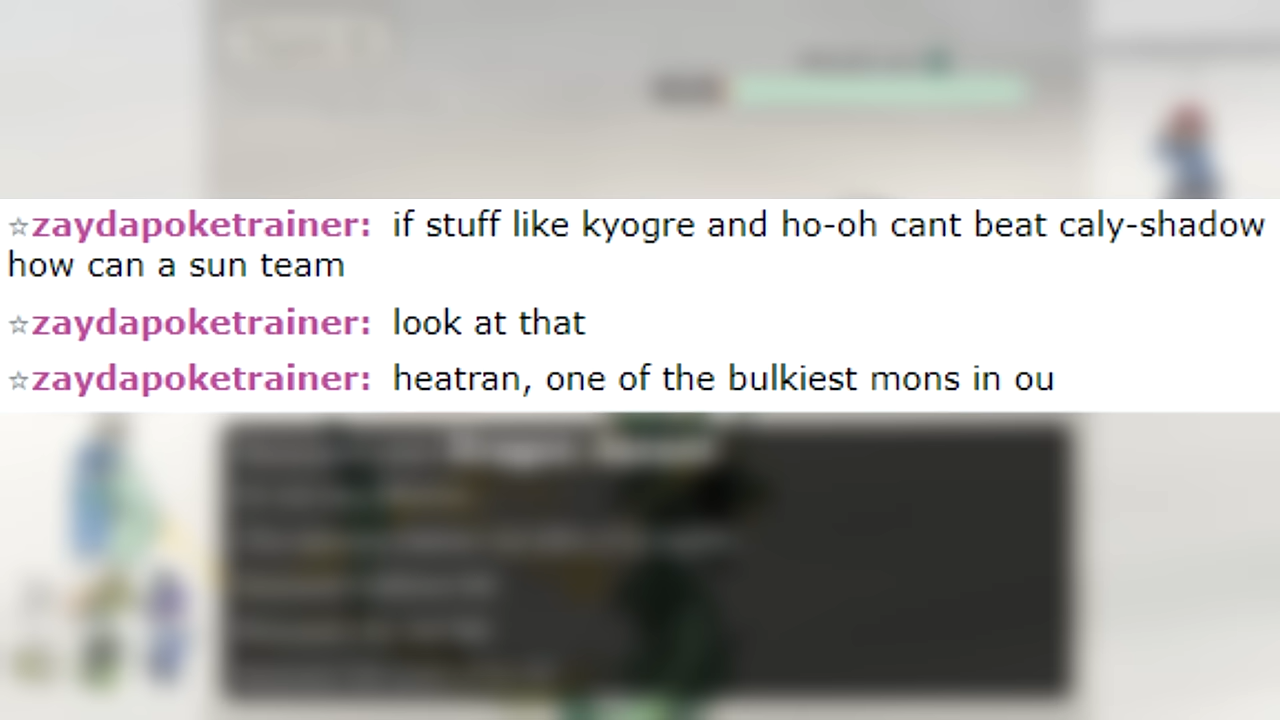 ☆zaydapoketrainer: if stuff like kyogre and ho-oh cant beat caly-shadow
how can a sun team
☆zaydapoketrainer: look at that
☆zaydapoketrainer: heatran, one of the bulkiest mons in ou